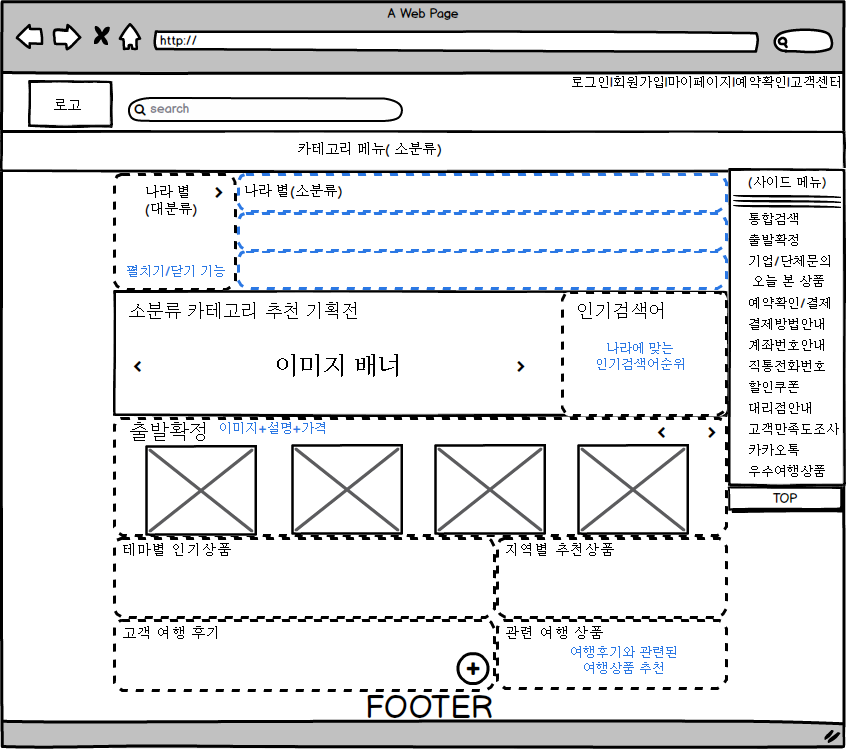 A Web Page
http://
로그인|회원가입|마이페이지|예약확인|고객센터
로고
search
카테고리 메뉴( 소분류)
나라 별
(대분류)
펼치기/닫기 기능
나라 별(소분류)
소분류 카테고리 추천 기획전
이미지 배너
인기검색어
나라에 맞는
인기검색어순위
출발확정
이미지+설명+가격
테마별 인기상품
지역별 추천상품
고객 여행 후기
관련 여행 상품
여행후기와 관련된
여행상품 추천
(사이드 메뉴)
통합검색
출발확정
기업/단체문의
오늘 본 상품
예약확인/결제
결제방법안내
계좌번호안내
직통전화번호
할인쿠폰
대리점안내
고객만족도조사
카카오톡
우수여행상품
TOP
FOOTER